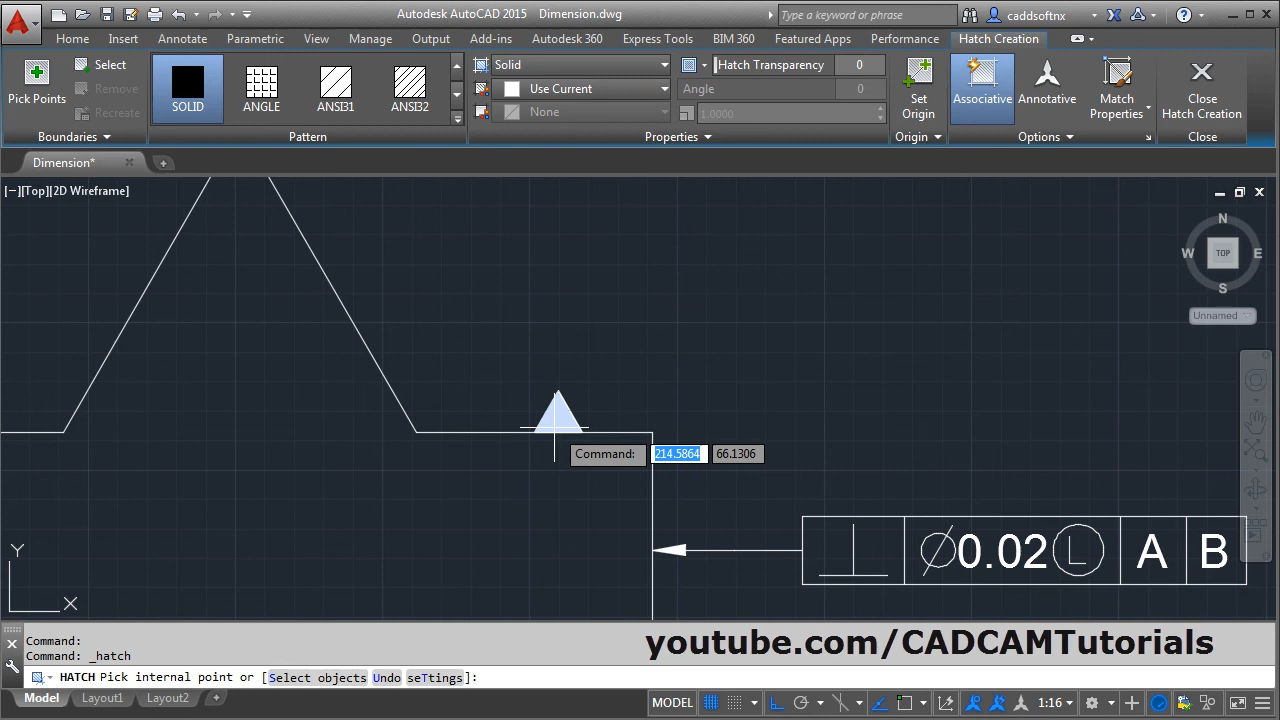 Autodesk AutoCAD 2015 Dimension.dwg
Type a keyword or phrase
caddsoftnx
Home Insert Annotate Parametric View Manage Output Add-ins Autodesk 360 Express Tools BIM 360 Featured Apps Performance Hatch Creation
Pick Points
Select
Remove
Recreate
Boundaries
SOLID
ANGLE
ANSI31
ANSI32
Pattern
Solid
Use Current
None
Hatch Transparency 0
Angle 0
1.0000
Properties
Set
Origin
Origin
Associative
Annotative
Match
Properties
Options
Close
Hatch Creation
Close
Dimension*
[−][Top][2D Wireframe]
N
W TOP E
S
Unnamed
Command: 214.5864 66.1306
∅0.02 Ⓛ A B
Y
X
Command:
Command: _hatch
youtube.com/CADCAMTutorials
HATCH Pick internal point or [Select objects Undo seTtings]:
Model Layout1 Layout2
MODEL
1:16